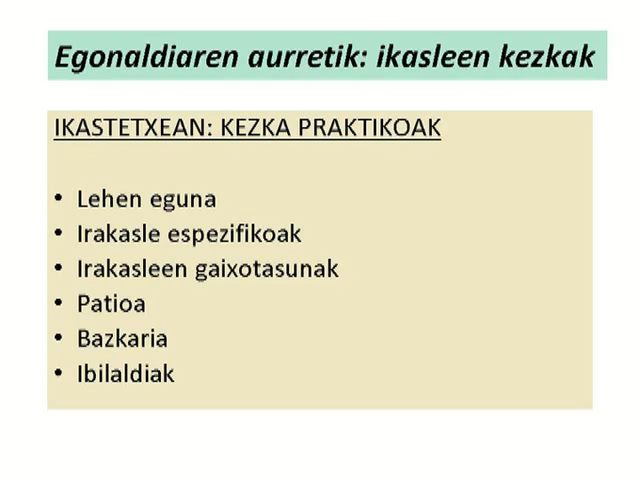 Egonaldiaren aurretik: ikasleen kezkak
IKASTETXEAN: KEZKA PRAKTIKOAK
• Lehen eguna
• Irakasle espezifikoak
• Irakasleen gaixotasunak
• Patioa
• Bazkaria
• Ibilaldiak